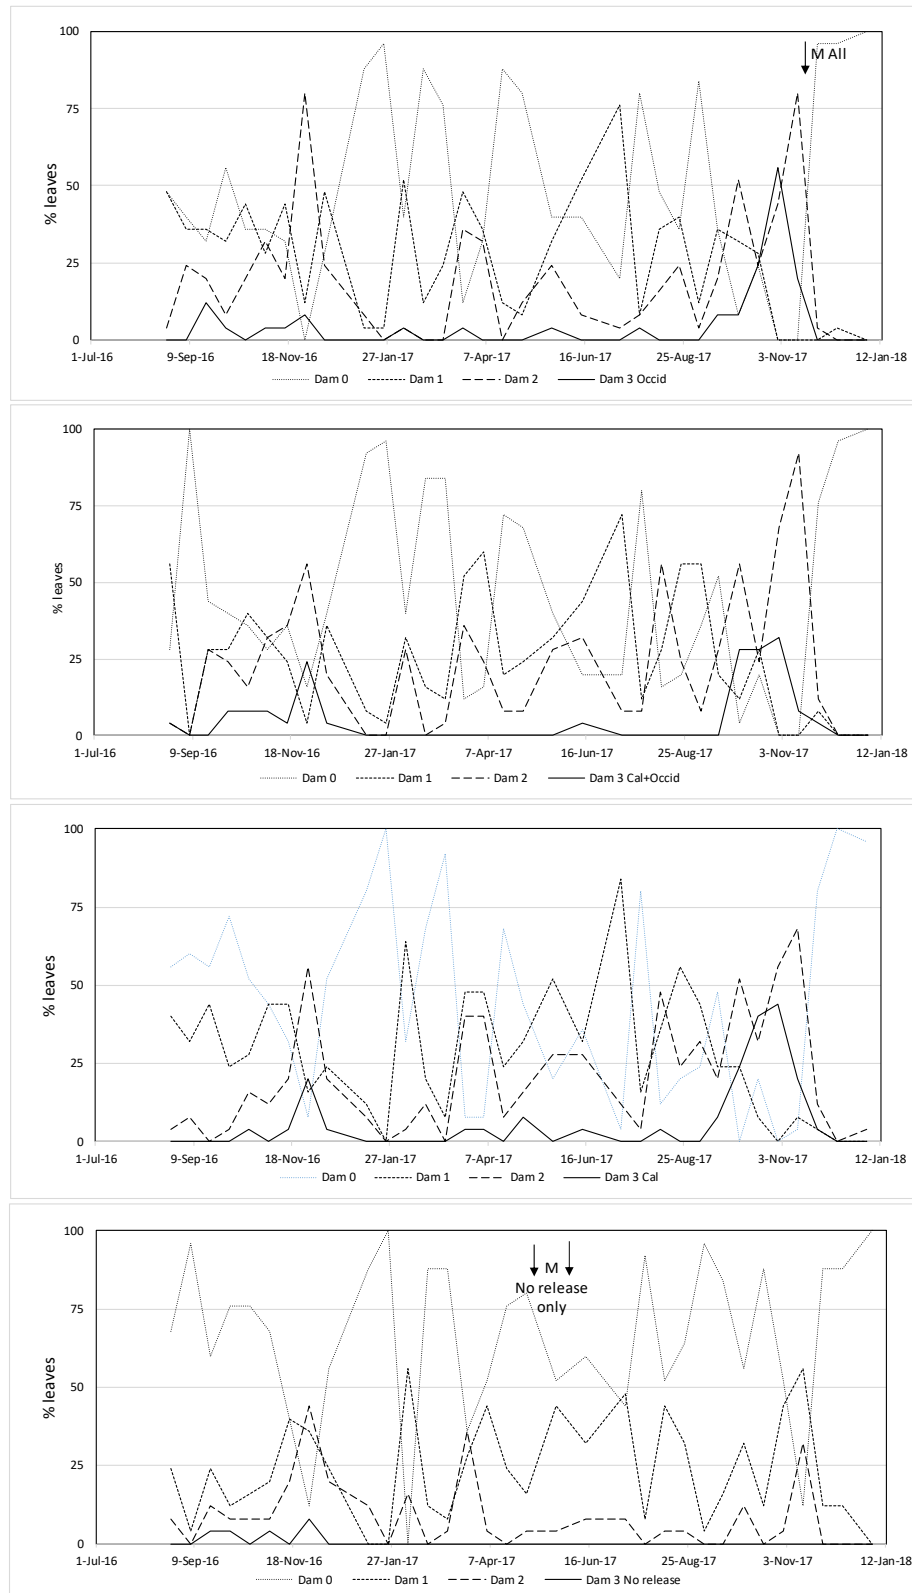 100
75
50
25
0
% leaves
M All
1-Jul-16 9-Sep-16 18-Nov-16 27-Jan-17 7-Apr-17 16-Jun-17 25-Aug-17 3-Nov-17 12-Jan-18
Dam 0 Dam 1 Dam 2 Dam 3 Occid
100
75
50
25
0
% leaves
1-Jul-16 9-Sep-16 18-Nov-16 27-Jan-17 7-Apr-17 16-Jun-17 25-Aug-17 3-Nov-17 12-Jan-18
Dam 0 Dam 1 Dam 2 Dam 3 Cal+Occid
100
75
50
25
0
% leaves
1-Jul-16 9-Sep-16 18-Nov-16 27-Jan-17 7-Apr-17 16-Jun-17 25-Aug-17 3-Nov-17 12-Jan-18
Dam 0 Dam 1 Dam 2 Dam 3 Cal
100
75
50
25
0
% leaves
M
No release
only
1-Jul-16 9-Sep-16 18-Nov-16 27-Jan-17 7-Apr-17 16-Jun-17 25-Aug-17 3-Nov-17 12-Jan-18
Dam 0 Dam 1 Dam 2 Dam 3 No release